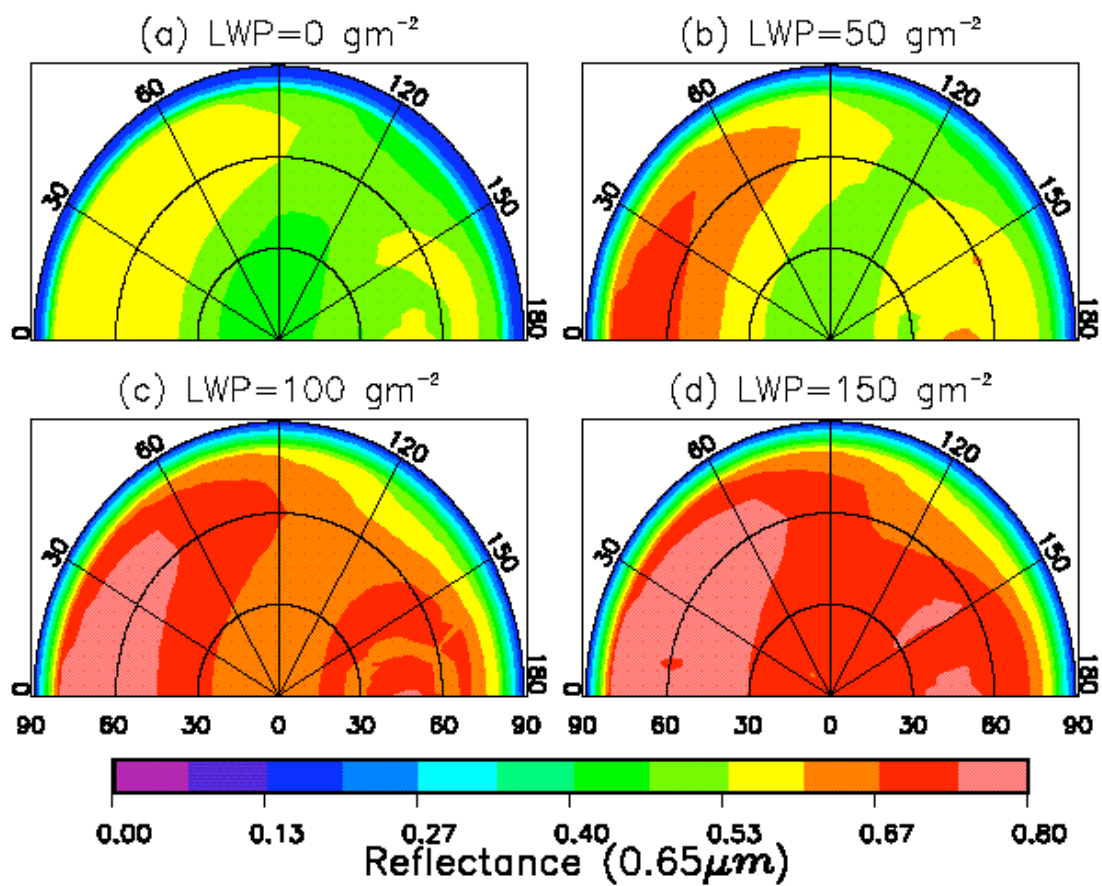 (a) LWP=0 gm⁻² (b) LWP=50 gm⁻²
60 120 60 120
30 150 30 150
0 180 0 180
(c) LWP=100 gm⁻² (d) LWP=150 gm⁻²
60 120 60 120
30 150 30 150
0 180 0 180
90 60 30 0 30 60 90 90 60 30 0 30 60 90
0.00 0.13 0.27 0.40 0.53 0.67 0.80
Reflectance (0.65μm)